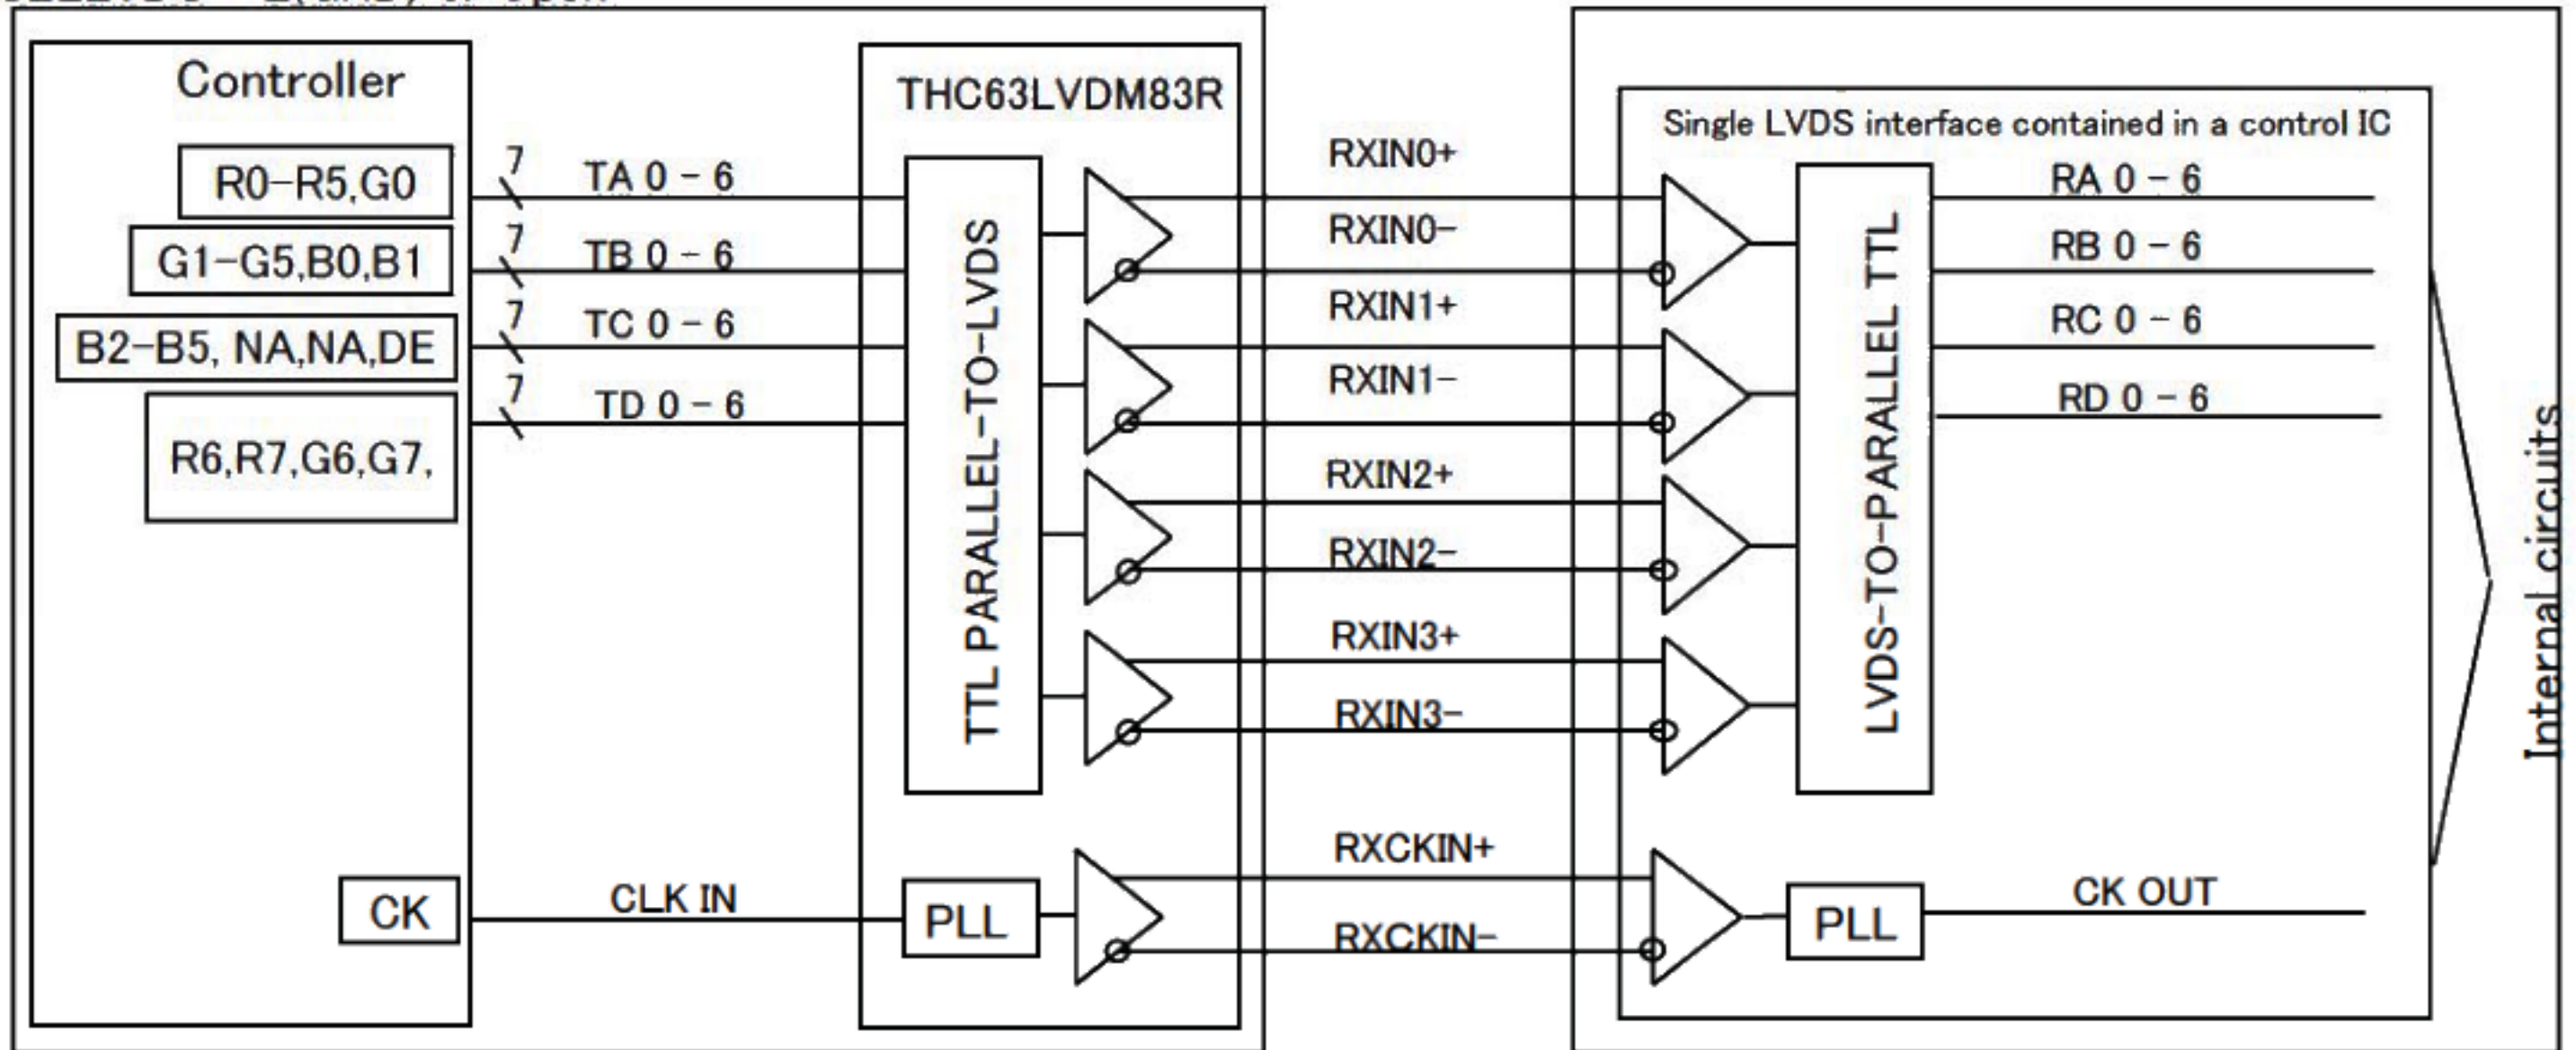 Controller
R0-R5,G0
G1-G5,B0,B1
B2-B5, NA,NA,DE
R6,R7,G6,G7,
CK
7
TA 0 - 6
7
TB 0 - 6
7
TC 0 - 6
7
TD 0 - 6
CLK IN
THC63LVDM83R
TTL PARALLEL-TO-LVDS
PLL
RXIN0+
RXIN0-
RXIN1+
RXIN1-
RXIN2+
RXIN2-
RXIN3+
RXIN3-
RXCKIN+
RXCKIN-
Single LVDS interface contained in a control IC
LVDS-TO-PARALLEL TTL
PLL
RA 0 - 6
RB 0 - 6
RC 0 - 6
RD 0 - 6
CK OUT
Internal circuits